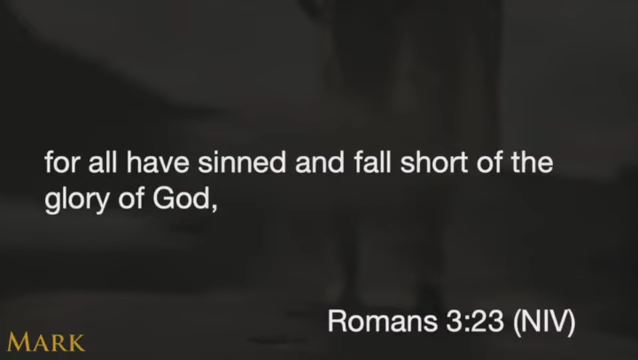 for all have sinned and fall short of the
glory of God,
Romans 3:23 (NIV)
MARK